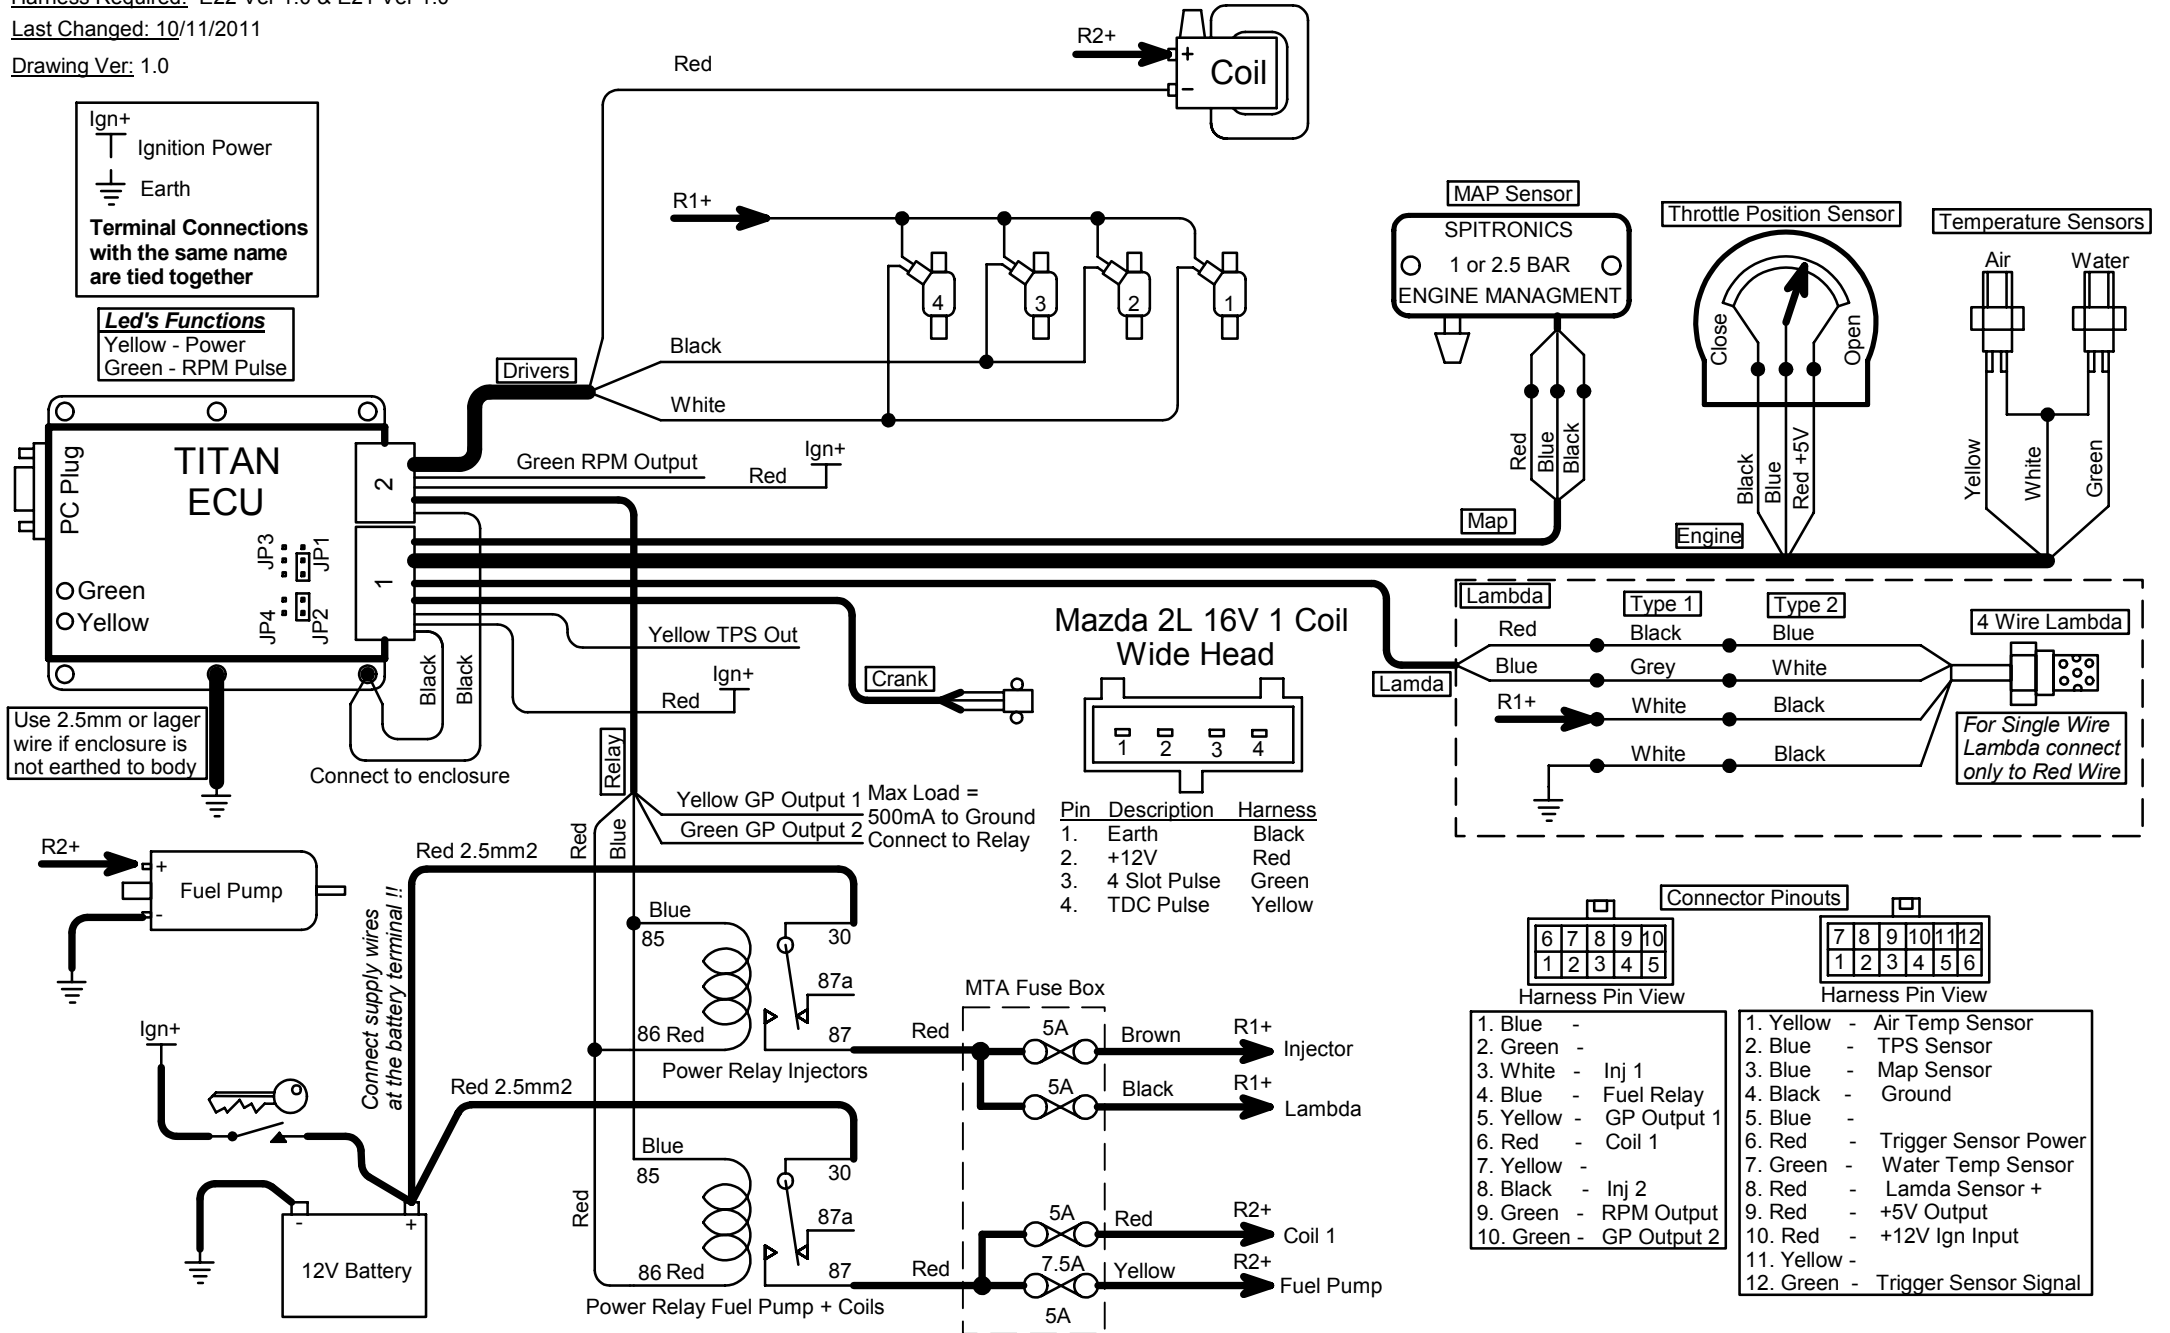 Harness Required: E22 Ver 1.0 & E21 Ver 1.0
Last Changed: 10/11/2011
Drawing Ver: 1.0
Ign+
Ignition Power
Earth
Terminal Connections
with the same name
are tied together
Led's Functions
Yellow - Power
Green - RPM Pulse
Red
R2+
+
-
Coil
R1+
4
3
2
1
Black
White
Drivers
MAP Sensor
SPITRONICS
1 or 2.5 BAR
ENGINE MANAGMENT
Red
Blue
Black
Map
Throttle Position Sensor
Close
Open
Black
Blue
Red +5V
Engine
Temperature Sensors
Air
Water
Yellow
White
Green
TITAN
ECU
PC Plug
2
1
JP3
JP1
JP4
JP2
Green
Yellow
Green RPM Output
Red
Ign+
Yellow TPS Out
Ign+
Red
Crank
Black
Black
Connect to enclosure
Use 2.5mm or lager
wire if enclosure is
not earthed to body
Relay
Yellow GP Output 1
Green GP Output 2
Max Load =
500mA to Ground
Connect to Relay
Mazda 2L 16V 1 Coil
Wide Head
1 2 3 4
Pin Description Harness
1. Earth Black
2. +12V Red
3. 4 Slot Pulse Green
4. TDC Pulse Yellow
Lamda
Lambda
Type 1
Type 2
4 Wire Lambda
Red Black Blue
Blue Grey White
R1+ White Black
White Black
For Single Wire
Lambda connect
only to Red Wire
R2+
+
-
Fuel Pump
Connect supply wires
at the battery terminal !!
Red 2.5mm2
Red
Blue
Blue
85
30
87a
86 Red
87
Power Relay Injectors
Red
MTA Fuse Box
5A
Brown
R1+
Injector
5A
Black
R1+
Lambda
Ign+
Red 2.5mm2
-
+
12V Battery
Blue
85
30
87a
Red
86 Red
87
Power Relay Fuel Pump + Coils
Red
5A
Red
R2+
Coil 1
7.5A
Yellow
R2+
Fuel Pump
5A
Connector Pinouts
6 7 8 9 10
1 2 3 4 5
Harness Pin View
1. Blue -
2. Green -
3. White - Inj 1
4. Blue - Fuel Relay
5. Yellow - GP Output 1
6. Red - Coil 1
7. Yellow -
8. Black - Inj 2
9. Green - RPM Output
10. Green - GP Output 2
7 8 9 10 11 12
1 2 3 4 5 6
Harness Pin View
1. Yellow - Air Temp Sensor
2. Blue - TPS Sensor
3. Blue - Map Sensor
4. Black - Ground
5. Blue -
6. Red - Trigger Sensor Power
7. Green - Water Temp Sensor
8. Red - Lamda Sensor +
9. Red - +5V Output
10. Red - +12V Ign Input
11. Yellow -
12. Green - Trigger Sensor Signal